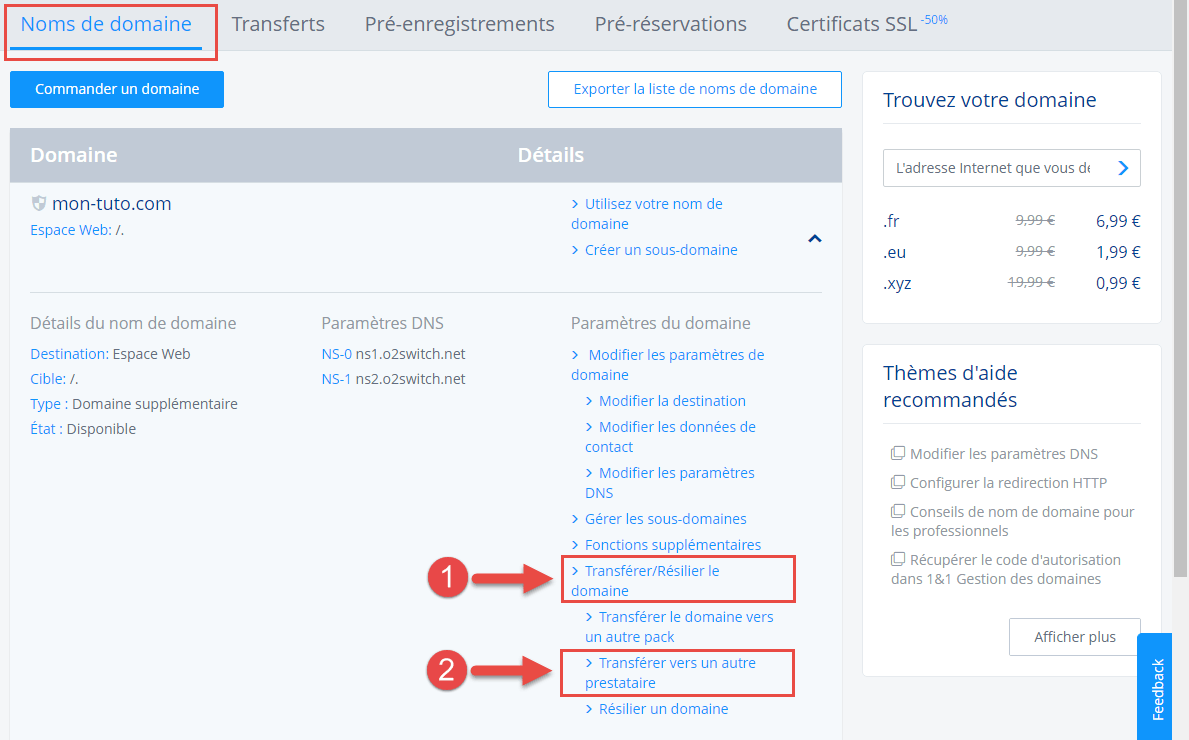 Noms de domaine
Transferts
Pré-enregistrements
Pré-réservations
Certificats SSL -50%
Commander un domaine
Exporter la liste de noms de domaine
Domaine
Détails
mon-tuto.com
Espace Web: /.
Utilisez votre nom de
domaine
Créer un sous-domaine
Détails du nom de domaine
Destination: Espace Web
Cible: /.
Type : Domaine supplémentaire
État : Disponible
Paramètres DNS
NS-0 ns1.o2switch.net
NS-1 ns2.o2switch.net
Paramètres du domaine
Modifier les paramètres de
domaine
Modifier la destination
Modifier les données de
contact
Modifier les paramètres
DNS
Gérer les sous-domaines
Fonctions supplémentaires
1
Transférer/Résilier le
domaine
Transférer le domaine vers
un autre pack
2
Transférer vers un autre
prestataire
Résilier un domaine
Trouvez votre domaine
L'adresse Internet que vous de
.fr 9,99 € 6,99 €
.eu 9,99 € 1,99 €
.xyz 19,99 € 0,99 €
Thèmes d'aide
recommandés
Modifier les paramètres DNS
Configurer la redirection HTTP
Conseils de nom de domaine pour
les professionnels
Récupérer le code d'autorisation
dans 1&1 Gestion des domaines
Afficher plus
Feedback